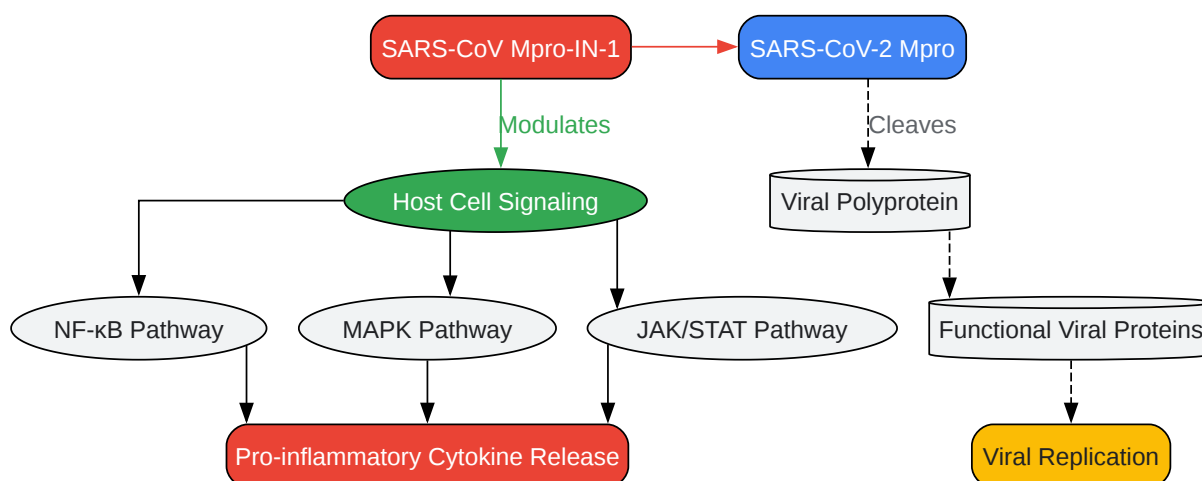 SARS-CoV Mpro-IN-1
SARS-CoV-2 Mpro
Modulates
Cleaves
Host Cell Signaling
Viral Polyprotein
NF-κB Pathway
MAPK Pathway
JAK/STAT Pathway
Functional Viral Proteins
Pro-inflammatory Cytokine Release
Viral Replication